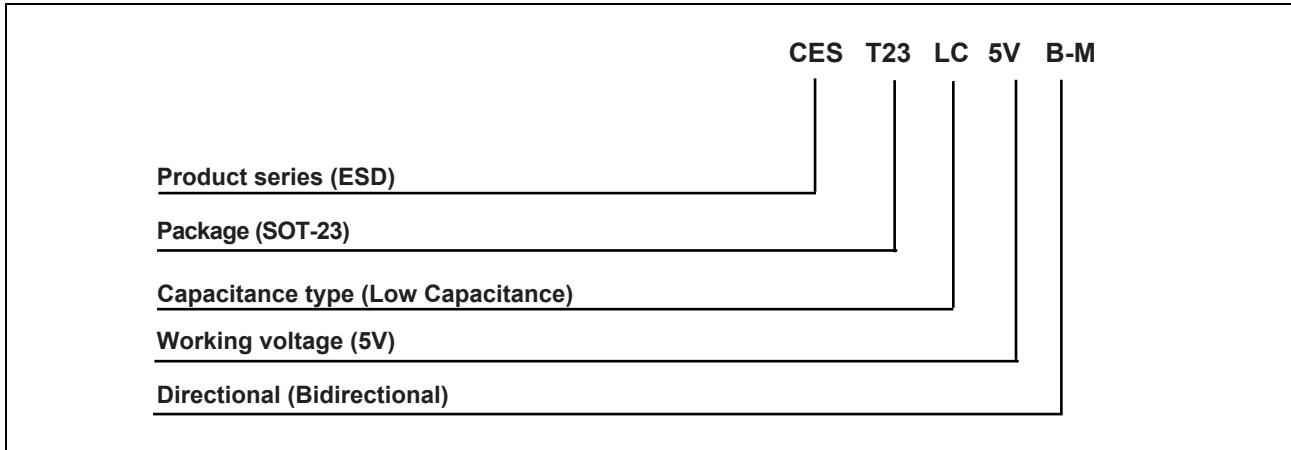 CES T23 LC 5V B-M
Product series (ESD)
Package (SOT-23)
Capacitance type (Low Capacitance)
Working voltage (5V)
Directional (Bidirectional)